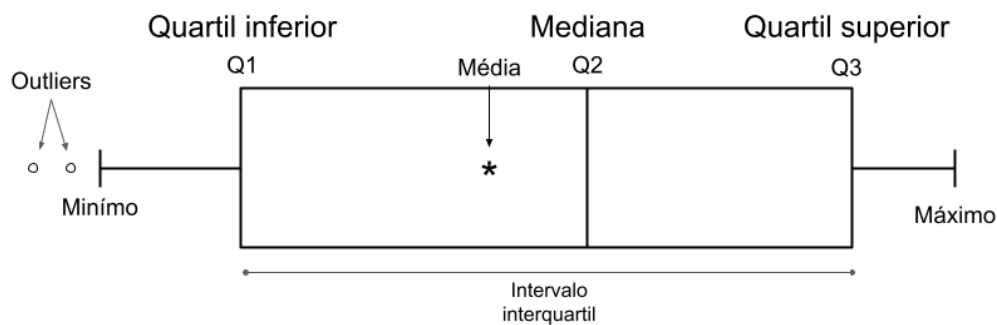 Quartil inferior
Mediana
Quartil superior
Q1
Média
Q2
Q3
Outliers
Minímo
Máximo
Intervalo
interquartil